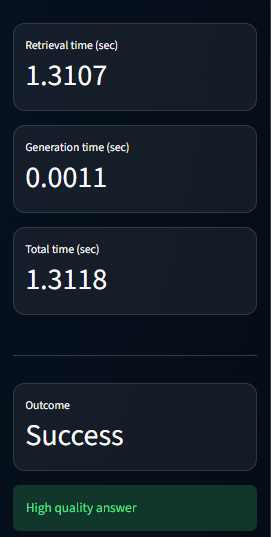 Retrieval time (sec)
1.3107
Generation time (sec)
0.0011
Total time (sec)
1.3118
Outcome
Success
High quality answer